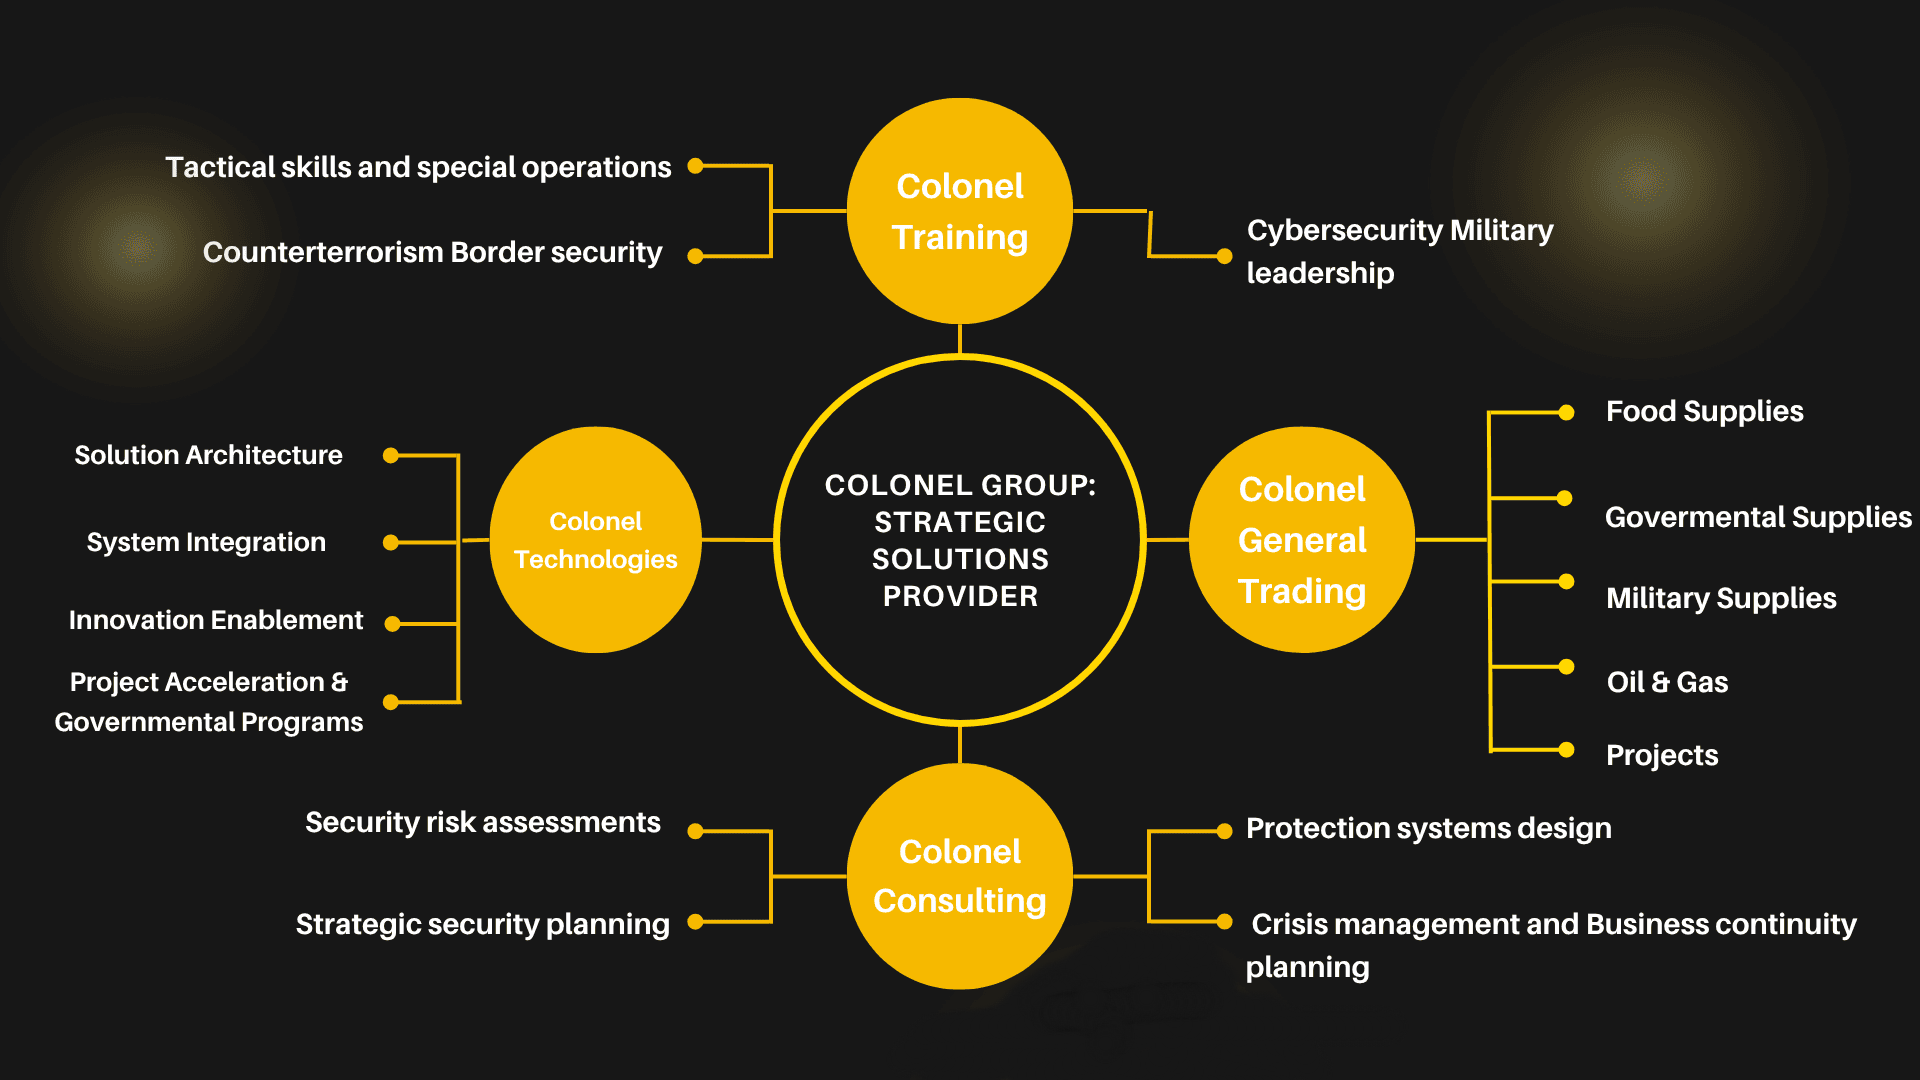 Colonel
Training
Tactical skills and special operations
Counterterrorism Border security
Cybersecurity Military
leadership
COLONEL GROUP:
STRATEGIC
SOLUTIONS
PROVIDER
Colonel
Technologies
Solution Architecture
System Integration
Innovation Enablement
Project Acceleration &
Governmental Programs
Colonel
General
Trading
Food Supplies
Govermental Supplies
Military Supplies
Oil & Gas
Projects
Colonel
Consulting
Security risk assessments
Strategic security planning
Protection systems design
Crisis management and Business continuity
planning